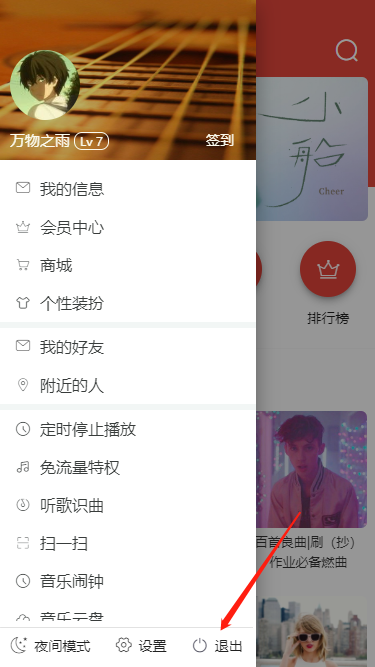 小船
Cheer
万物之雨 Lv 7
签到
我的信息
会员中心
商城
个性装扮
排行榜
我的好友
附近的人
定时停止播放
免流量特权
听歌识曲
扫一扫
百首良曲|刷（抄）
作业必备燃曲
音乐闹钟
音乐云盘
夜间模式 设置 退出